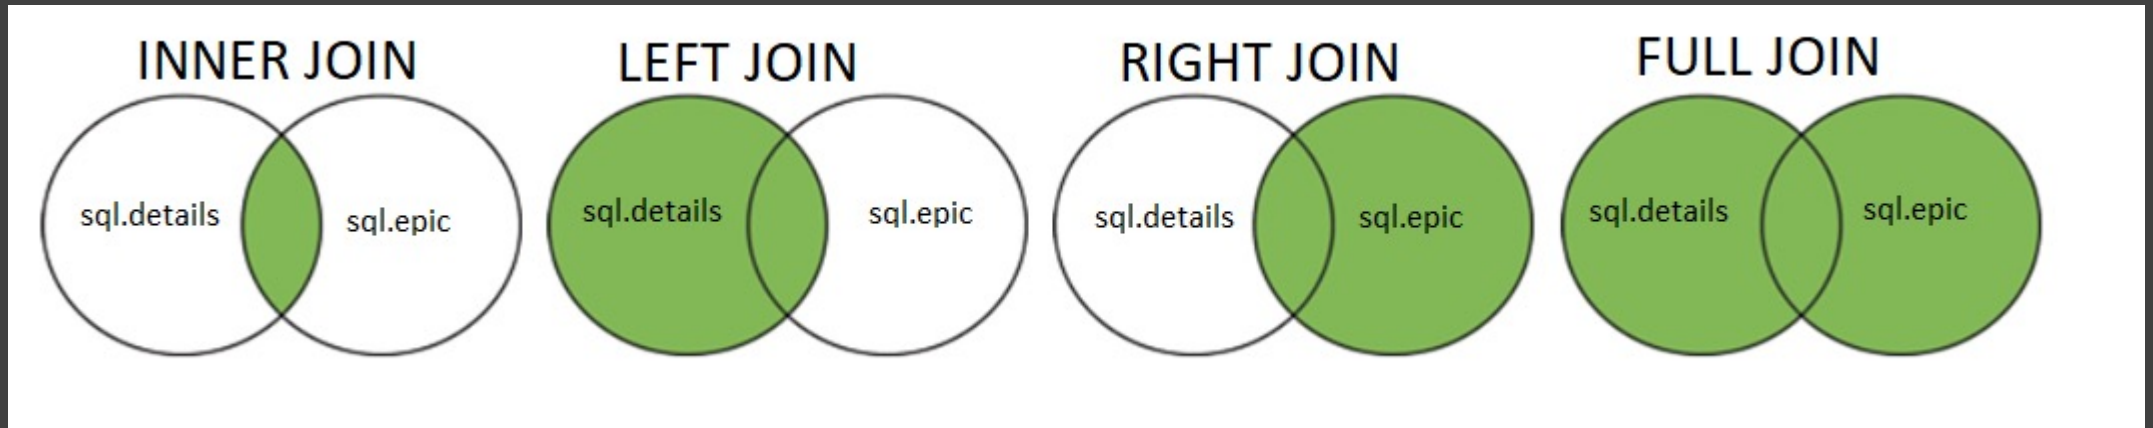 INNER JOIN
sql.details
sql.epic
LEFT JOIN
sql.details
sql.epic
RIGHT JOIN
sql.details
sql.epic
FULL JOIN
sql.details
sql.epic